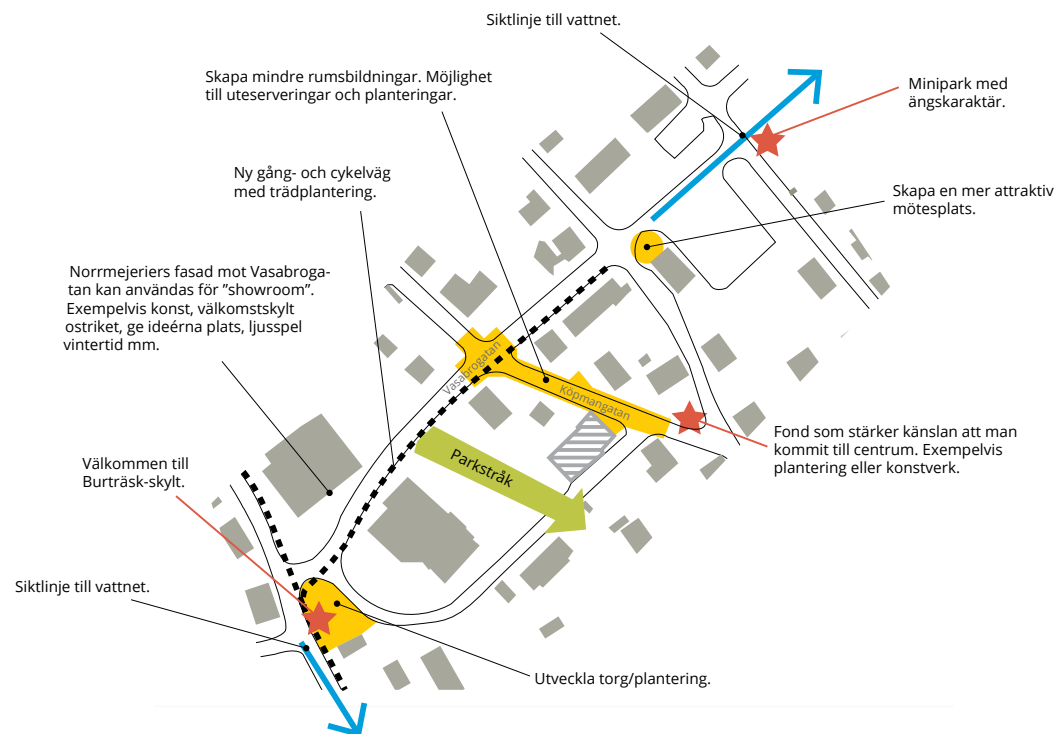 Siktlinje till vattnet.
Skapa mindre rumsbildningar. Möjlighet
till uteserveringar och planteringar.
Minipark med
ängskaraktär.
Ny gång- och cykelväg
med trädplantering.
Skapa en mer attraktiv
mötesplats.
Norrmejeriers fasad mot Vasabroga-
tan kan användas för ”showroom”.
Exempelvis konst, välkomstskylt
ostriket, ge ideérna plats, ljusspel
vintertid mm.
Vasabrogatan
Köpmangatan
Fond som stärker känslan att man
kommit till centrum. Exempelvis
plantering eller konstverk.
Parkstråk
Välkommen till
Burträsk-skylt.
Siktlinje till vattnet.
Utveckla torg/plantering.